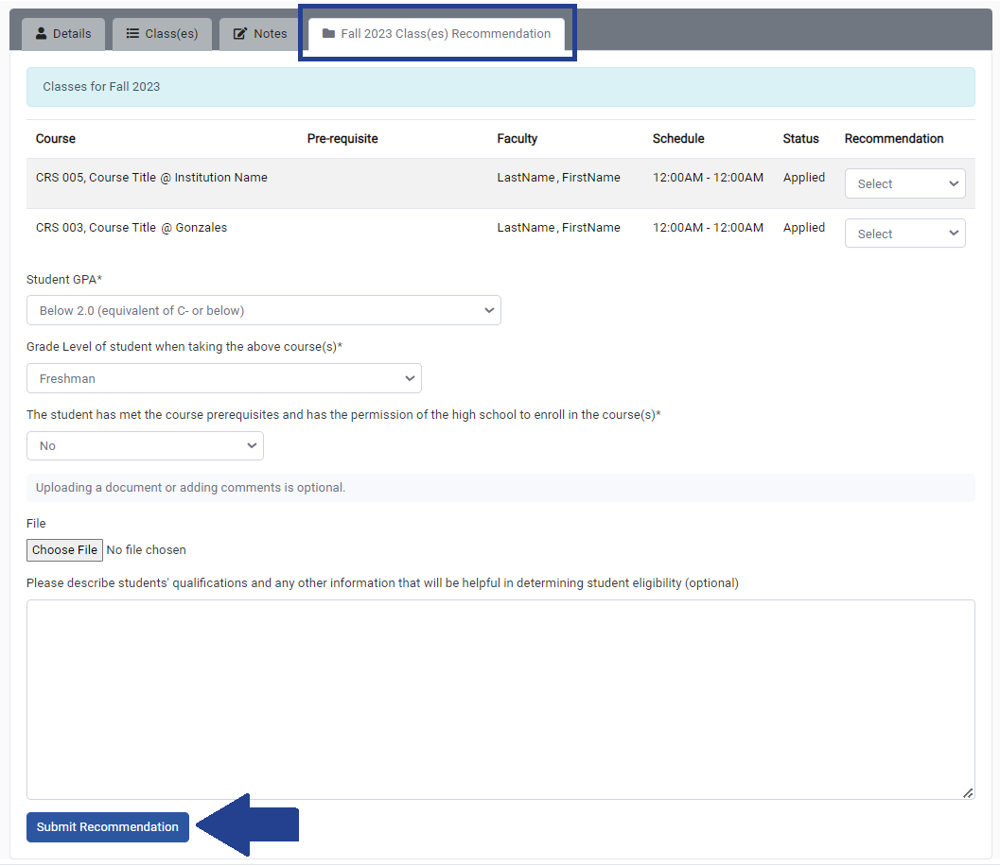 Details Class(es) Notes Fall 2023 Class(es) Recommendation
Classes for Fall 2023
Course Pre-requisite Faculty Schedule Status Recommendation
CRS 005, Course Title @ Institution Name LastName, FirstName 12:00AM - 12:00AM Applied Select
CRS 003, Course Title @ Gonzales LastName, FirstName 12:00AM - 12:00AM Applied Select
Student GPA*
Below 2.0 (equivalent of C- or below)
Grade Level of student when taking the above course(s)*
Freshman
The student has met the course prerequisites and has the permission of the high school to enroll in the course(s)*
No
Uploading a document or adding comments is optional.
File
Choose File No file chosen
Please describe students' qualifications and any other information that will be helpful in determining student eligibility (optional)
Submit Recommendation